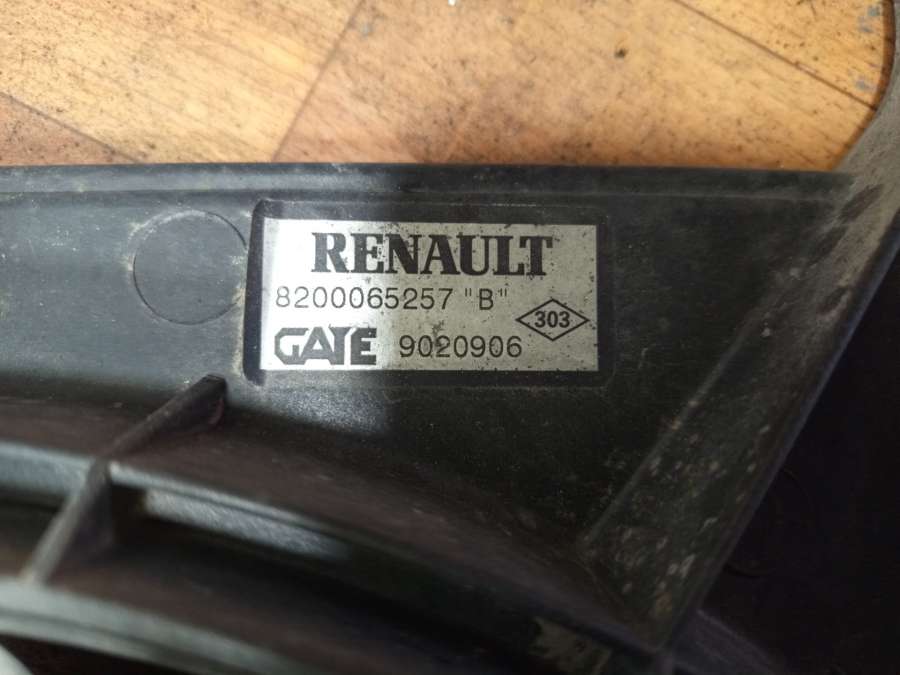 RENAULT
8200065257 "B"
303
GATE 9020906